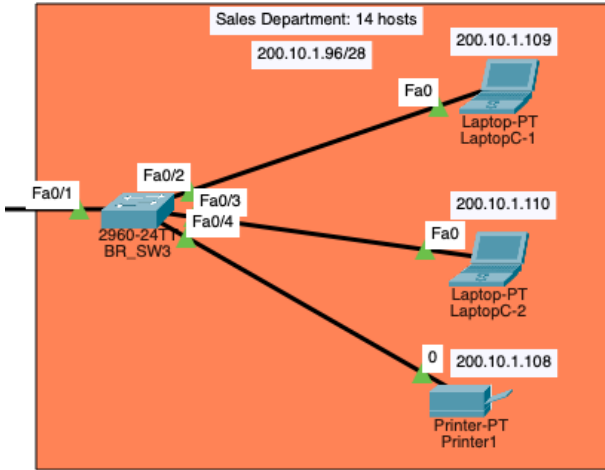 Sales Department: 14 hosts
200.10.1.96/28
200.10.1.109
Fa0
Laptop-PT
LaptopC-1
Fa0/1
Fa0/2
Fa0/3
Fa0/4
2960-24TT
BR_SW3
200.10.1.110
Fa0
Laptop-PT
LaptopC-2
0
200.10.1.108
Printer-PT
Printer1